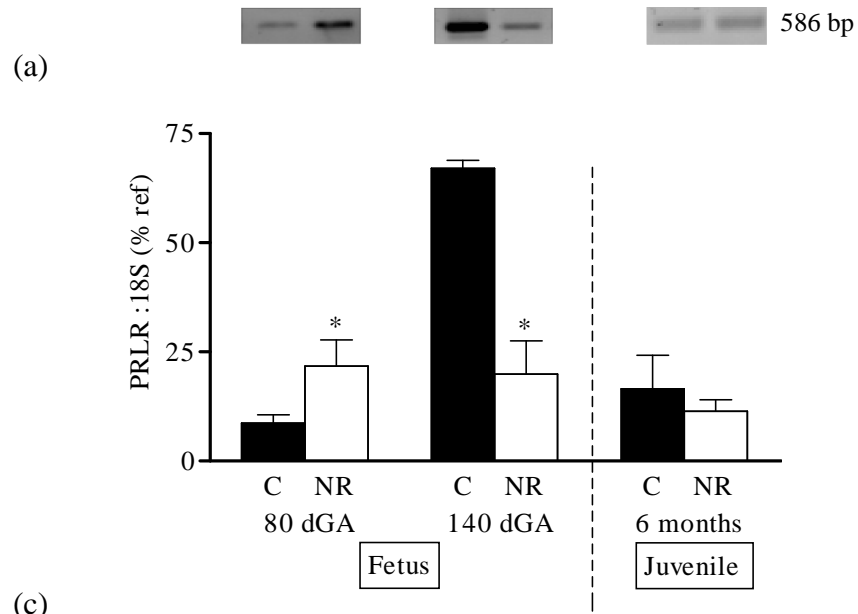 586 bp
(a)
75
50
25
0
PRLR :18S (% ref)
*
*
C NR C NR C NR
80 dGA 140 dGA 6 months
Fetus Juvenile
(c)